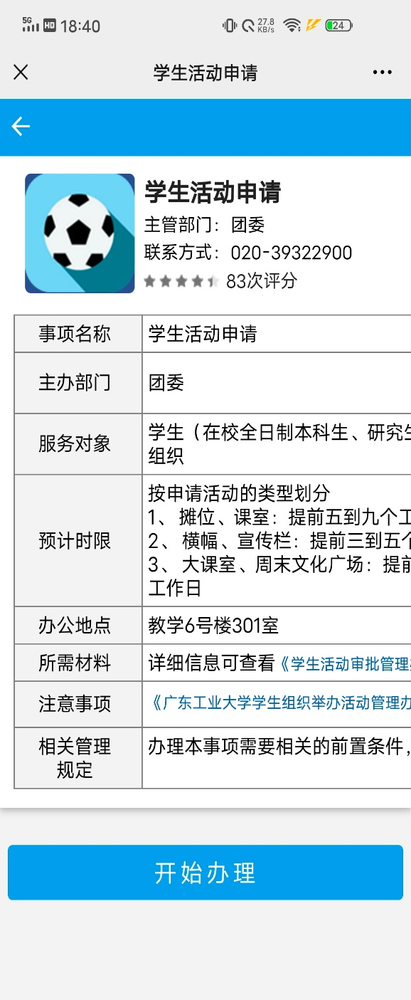 5G HD 18:40 27.8 KB/s 24
学生活动申请
学生活动申请
主管部门：团委
联系方式：020-39322900
83次评分
事项名称 学生活动申请
主办部门 团委
服务对象 学生（在校全日制本科生、研究生
组织
预计时限 按申请活动的类型划分
1、 摊位、课室：提前五到九个工
2、 横幅、宣传栏：提前三到五个
3、 大课室、周末文化广场：提前
工作日
办公地点 教学6号楼301室
所需材料 详细信息可查看《学生活动审批管理
注意事项 《广东工业大学学生组织举办活动管理办
相关管理
规定 办理本事项需要相关的前置条件，
开始办理